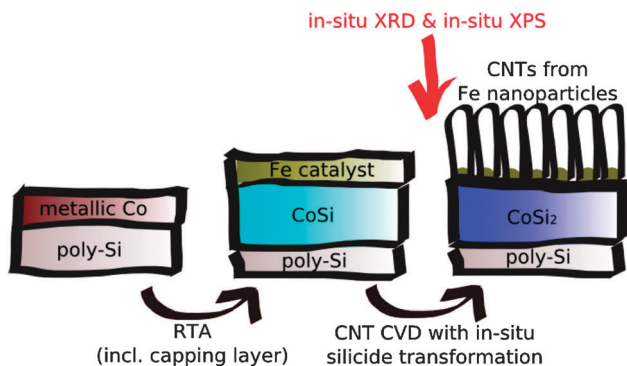 in-situ XRD & in-situ XPS
CNTs from
Fe nanoparticles
Fe catalyst
metallic Co
CoSi
CoSi₂
poly-Si
poly-Si
poly-Si
RTA
(incl. capping layer)
CNT CVD with in-situ
silicide transformation